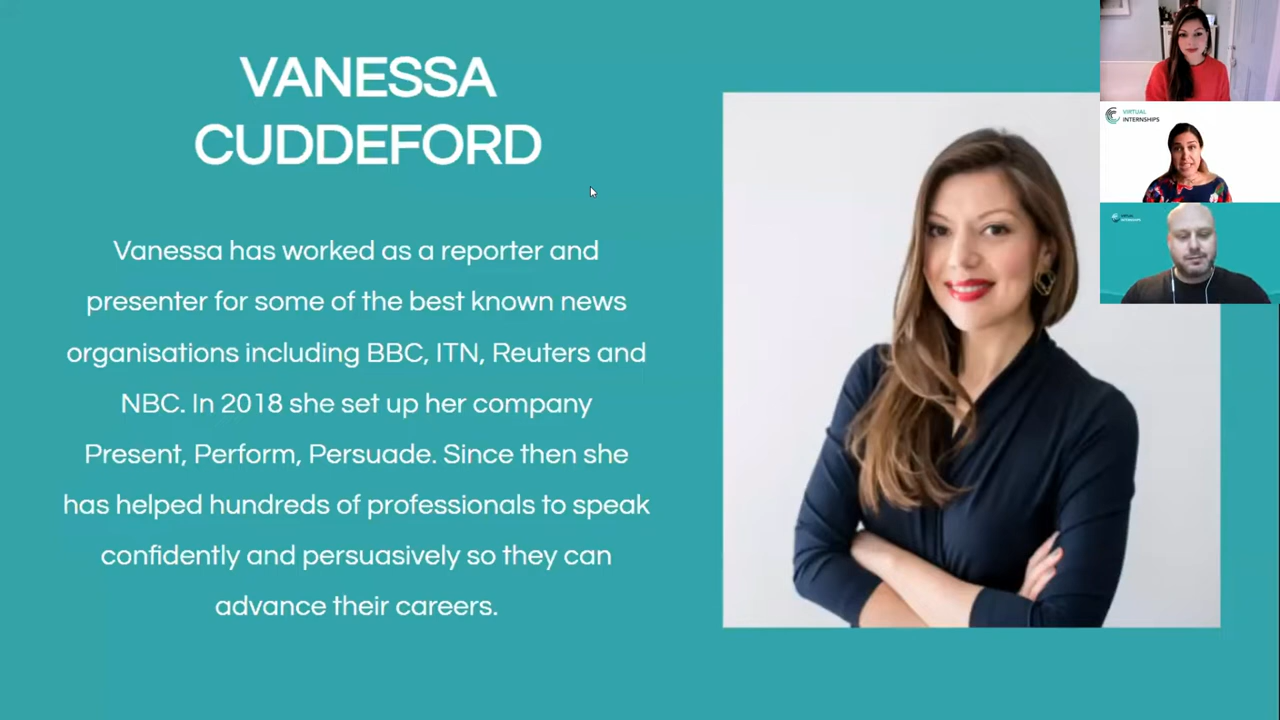 VANESSA
CUDDEFORD
Vanessa has worked as a reporter and
presenter for some of the best known news
organisations including BBC, ITN, Reuters and
NBC. In 2018 she set up her company
Present, Perform, Persuade. Since then she
has helped hundreds of professionals to speak
confidently and persuasively so they can
advance their careers.
VIRTUAL
INTERNSHIPS
VIRTUAL
INTERNSHIPS